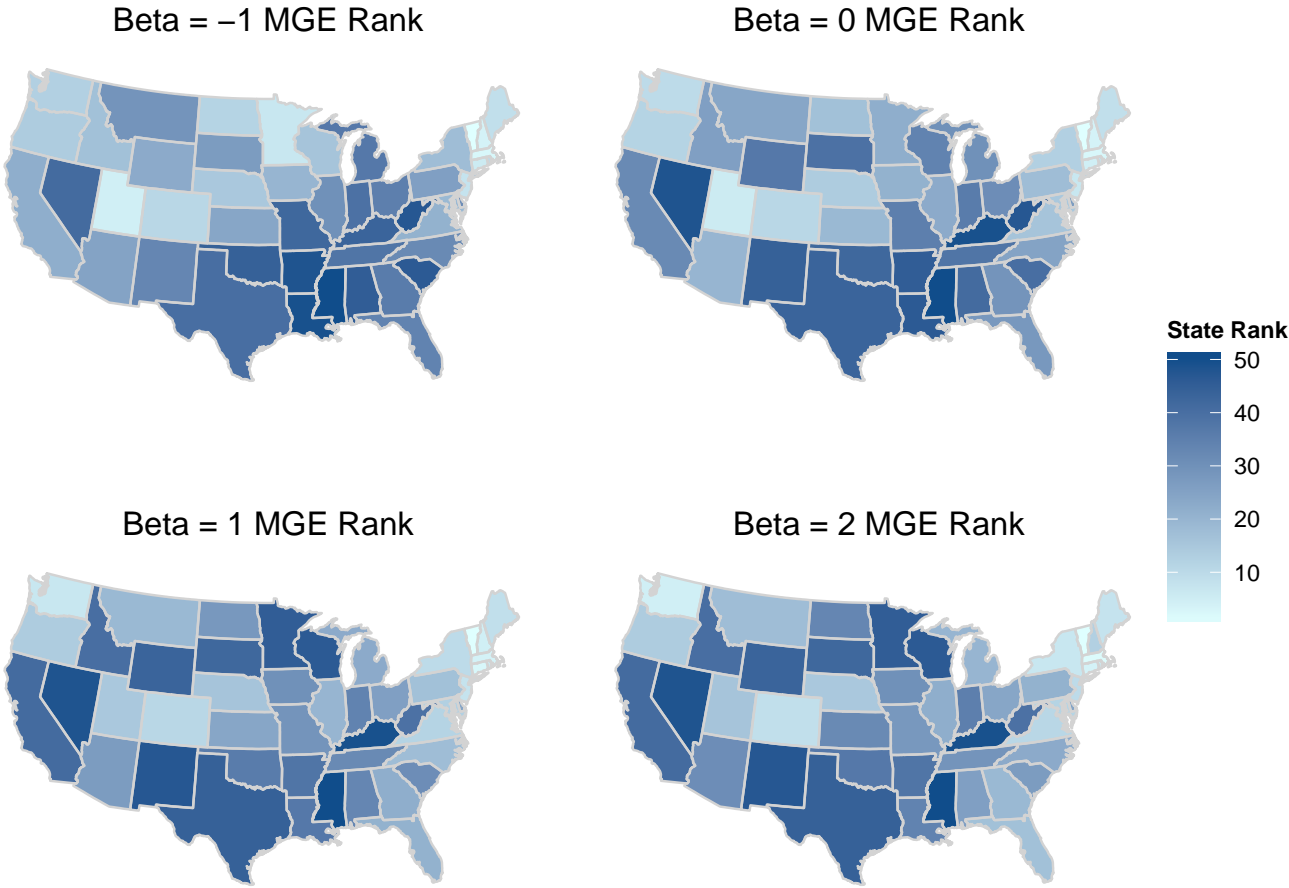 Beta = −1 MGE Rank
Beta = 0 MGE Rank
Beta = 1 MGE Rank
Beta = 2 MGE Rank
State Rank
50
40
30
20
10